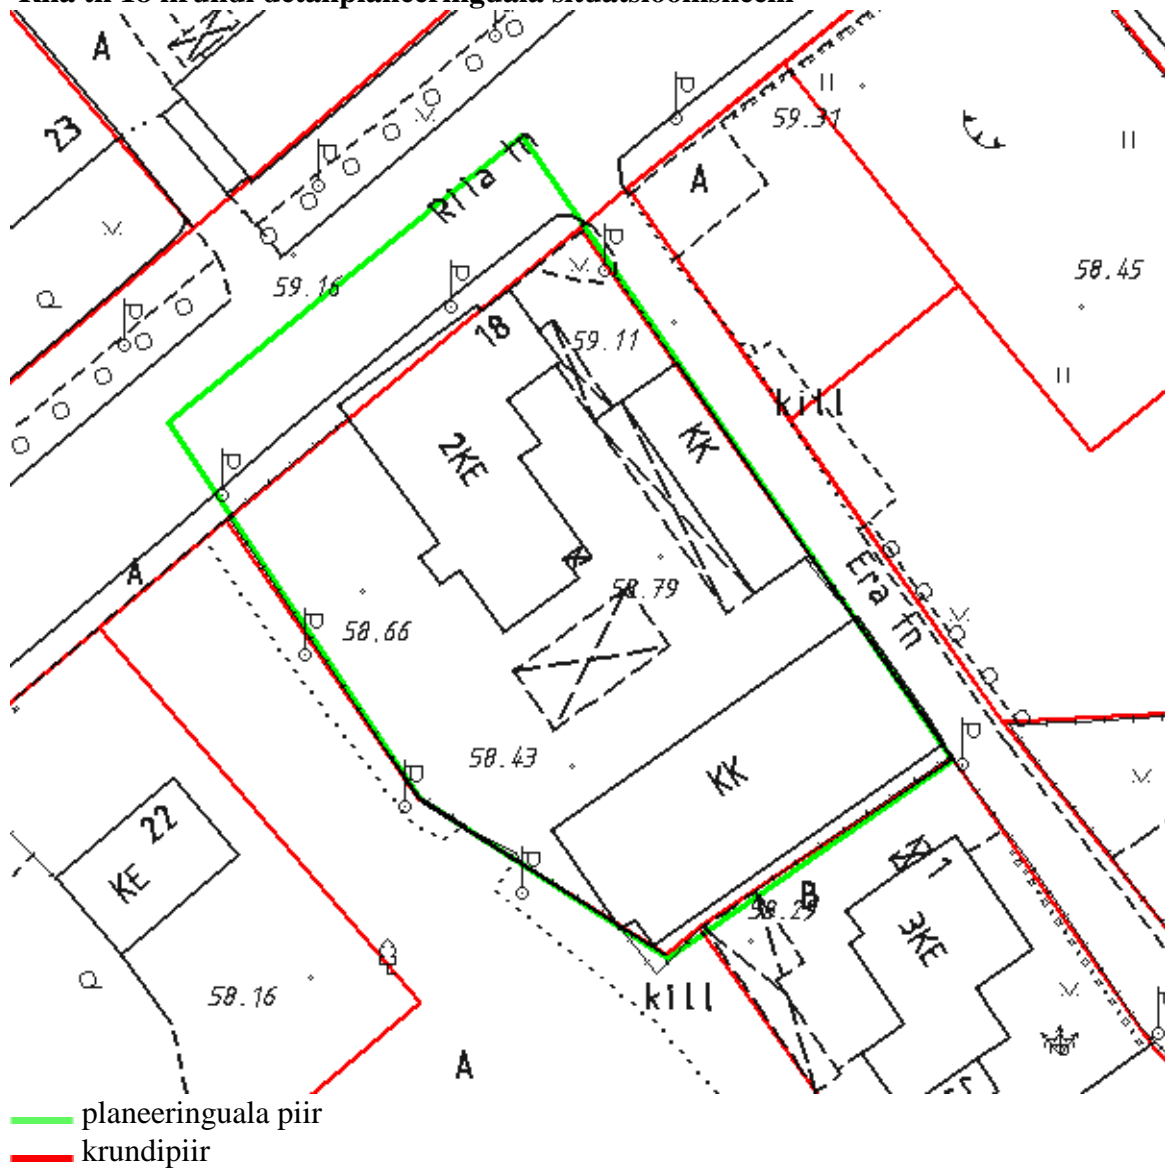 Riia tn 18 krundi detailplaneeringuala situatsiooniskeem
A
23
59.31
Riia tn
A
58.45
59.16
18
59.11
kill
2KE
KK
A
Era tn
58.79
58.66
58.43
KK
22
KE
B
58.29
1
3KE
58.16
kill
A
planeeringuala piir
krundipiir